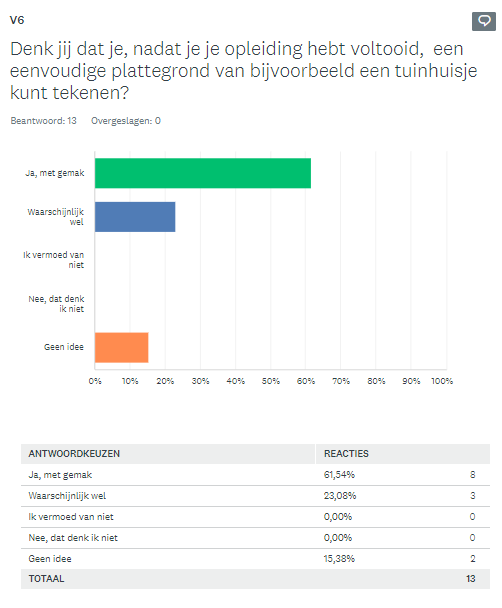 V6
Denk jij dat je, nadat je je opleiding hebt voltooid, een
eenvoudige plattegrond van bijvoorbeeld een tuinhuisje
kunt tekenen?
Beantwoord: 13 Overgeslagen: 0
Ja, met gemak
Waarschijnlijk
wel
Ik vermoed van
niet
Nee, dat denk
ik niet
Geen idee
0% 10% 20% 30% 40% 50% 60% 70% 80% 90% 100%
ANTWOORDKEUZEN REACTIES
Ja, met gemak 61,54% 8
Waarschijnlijk wel 23,08% 3
Ik vermoed van niet 0,00% 0
Nee, dat denk ik niet 0,00% 0
Geen idee 15,38% 2
TOTAAL 13